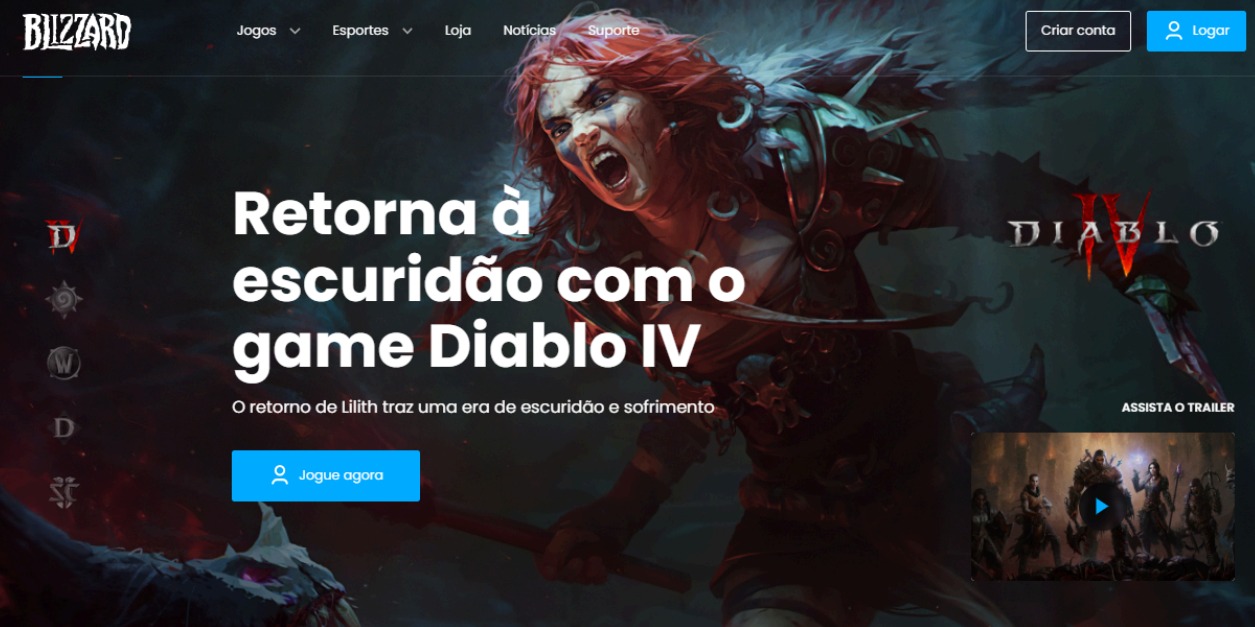 BLIZZARD
Jogos
Esportes
Loja
Notícias
Suporte
Criar conta
Logar
Retorna à
escuridão com o
game Diablo IV
O retorno de Lilith traz uma era de escuridão e sofrimento
Jogue agora
DIABLO IV
ASSISTA O TRAILER
D
W
D
SC